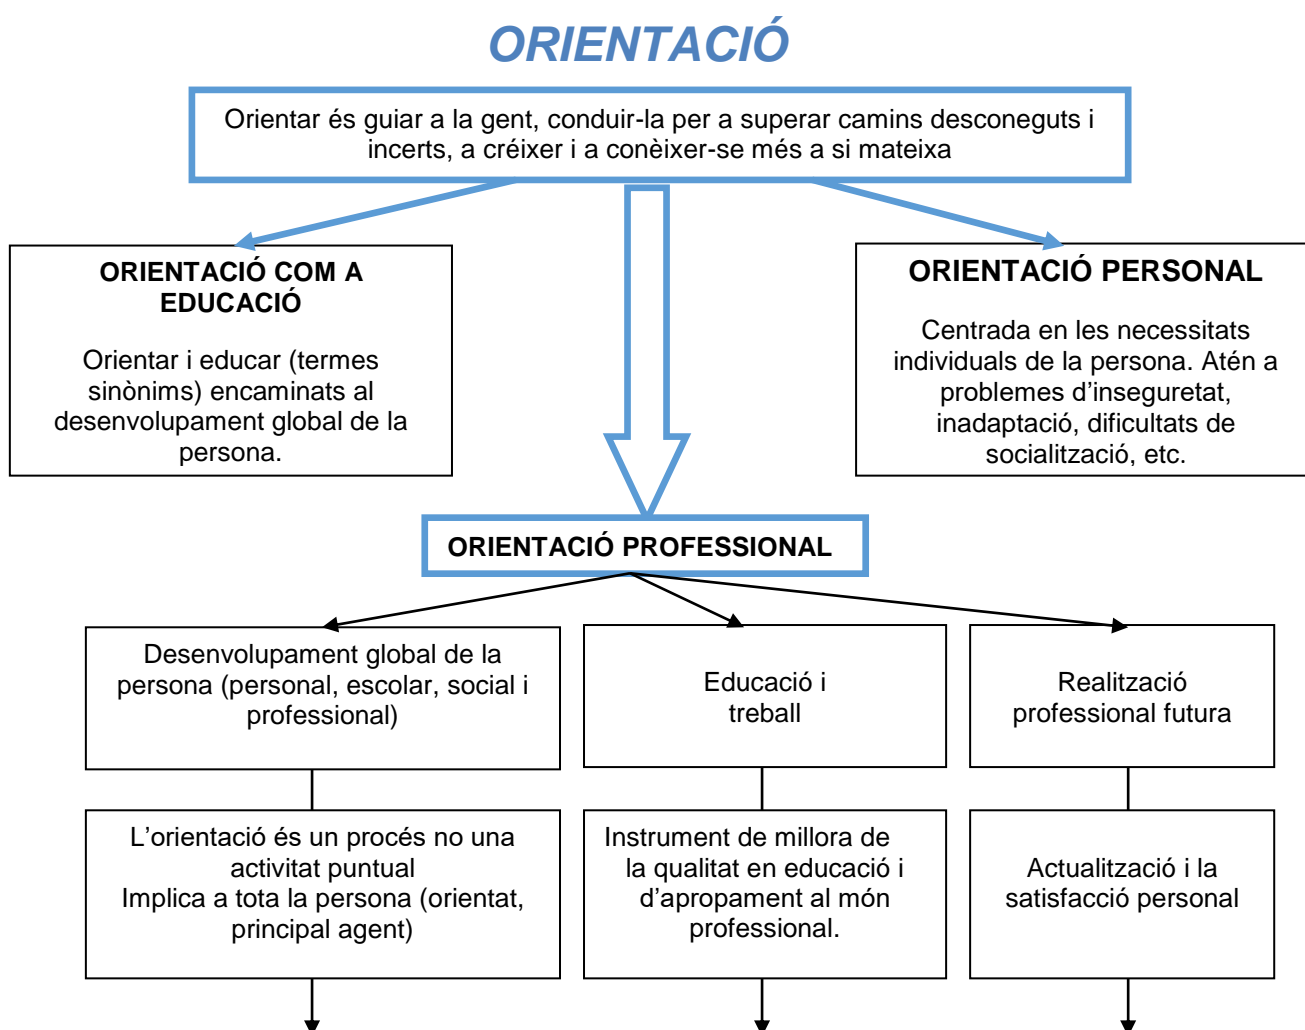 ORIENTACIÓ
Orientar és guiar a la gent, conduir-la per a superar camins desconeguts i
incerts, a créixer i a conèixer-se més a si mateixa
ORIENTACIÓ COM A
EDUCACIÓ
Orientar i educar (termes
sinònims) encaminats al
desenvolupament global de la
persona.
ORIENTACIÓ PERSONAL
Centrada en les necessitats
individuals de la persona. Atén a
problemes d’inseguretat,
inadaptació, dificultats de
socialització, etc.
ORIENTACIÓ PROFESSIONAL
Desenvolupament global de la
persona (personal, escolar, social i
professional)
Educació i
treball
Realització
professional futura
L’orientació és un procés no una
activitat puntual
Implica a tota la persona (orientat,
principal agent)
Instrument de millora de
la qualitat en educació i
d’apropament al món
professional.
Actualització i la
satisfacció personal